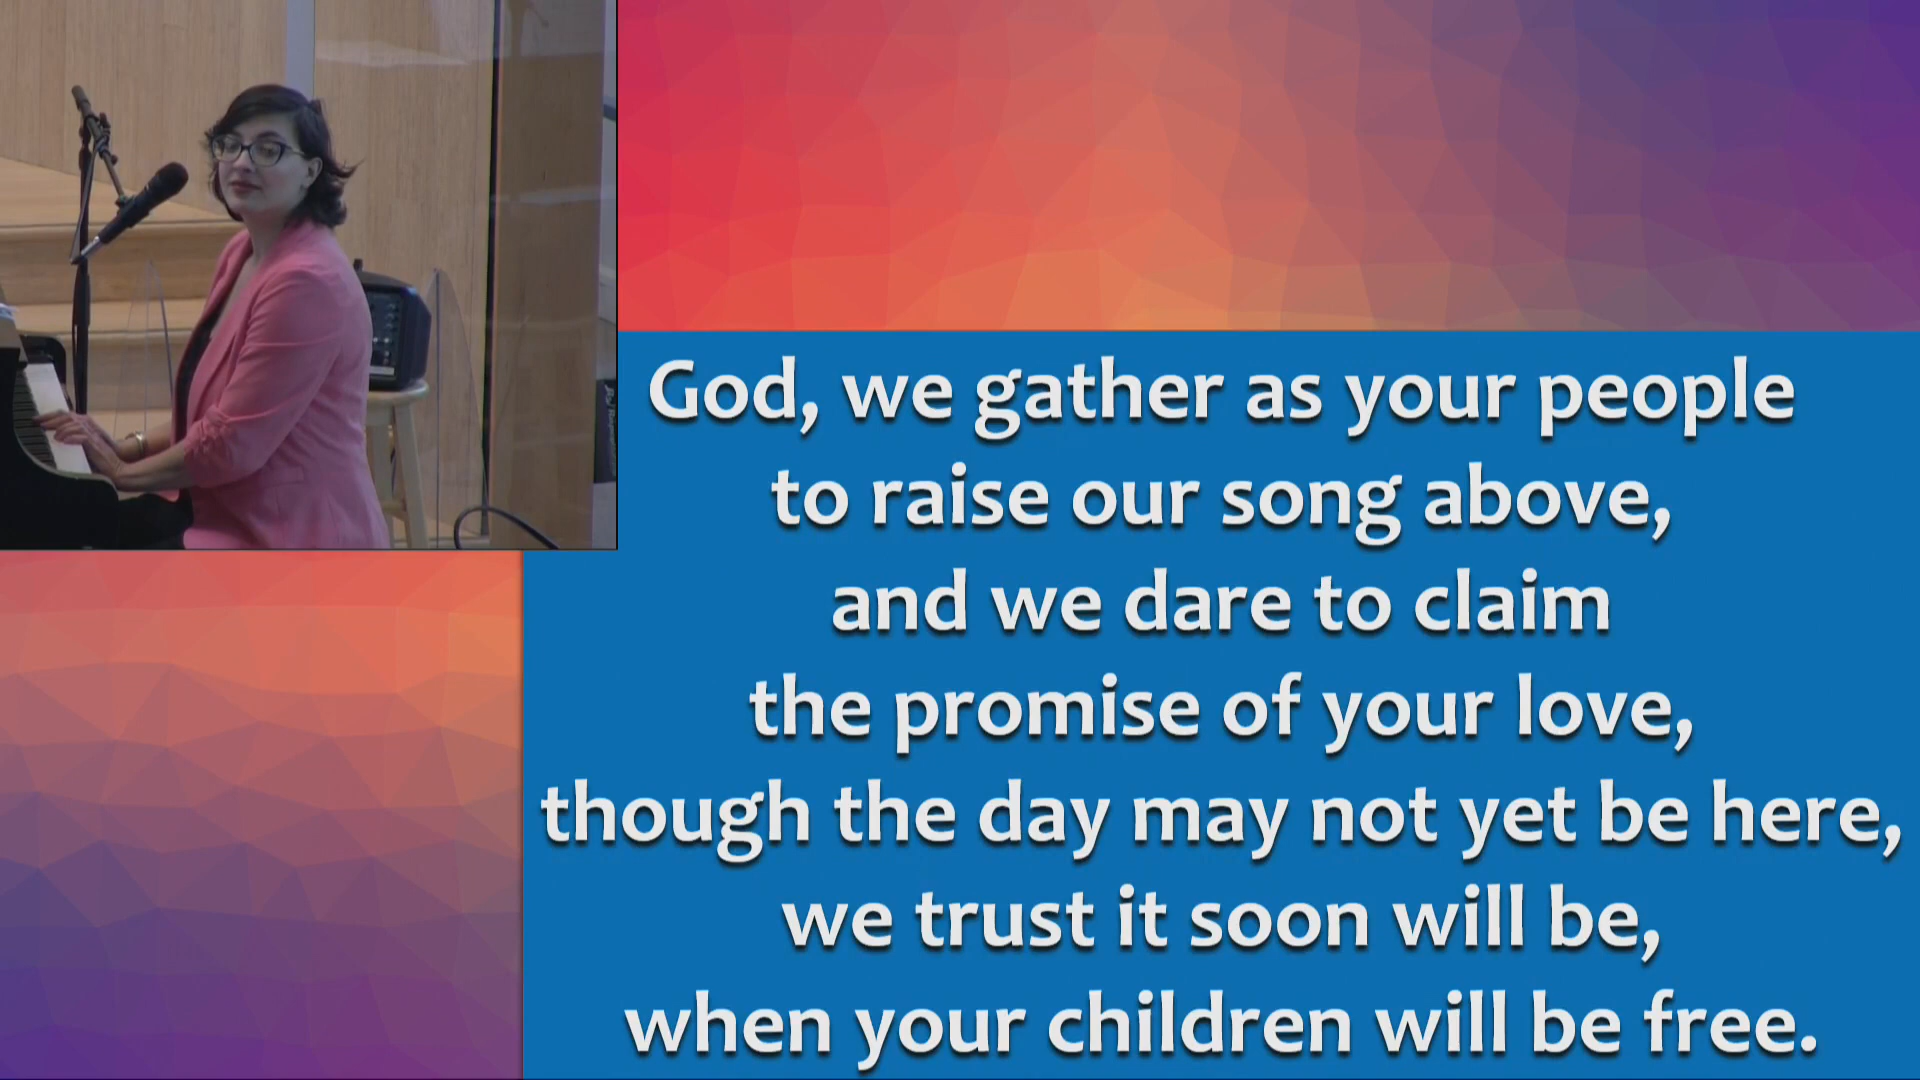 God, we gather as your people
to raise our song above,
and we dare to claim
the promise of your love,
though the day may not yet be here,
we trust it soon will be,
when your children will be free.